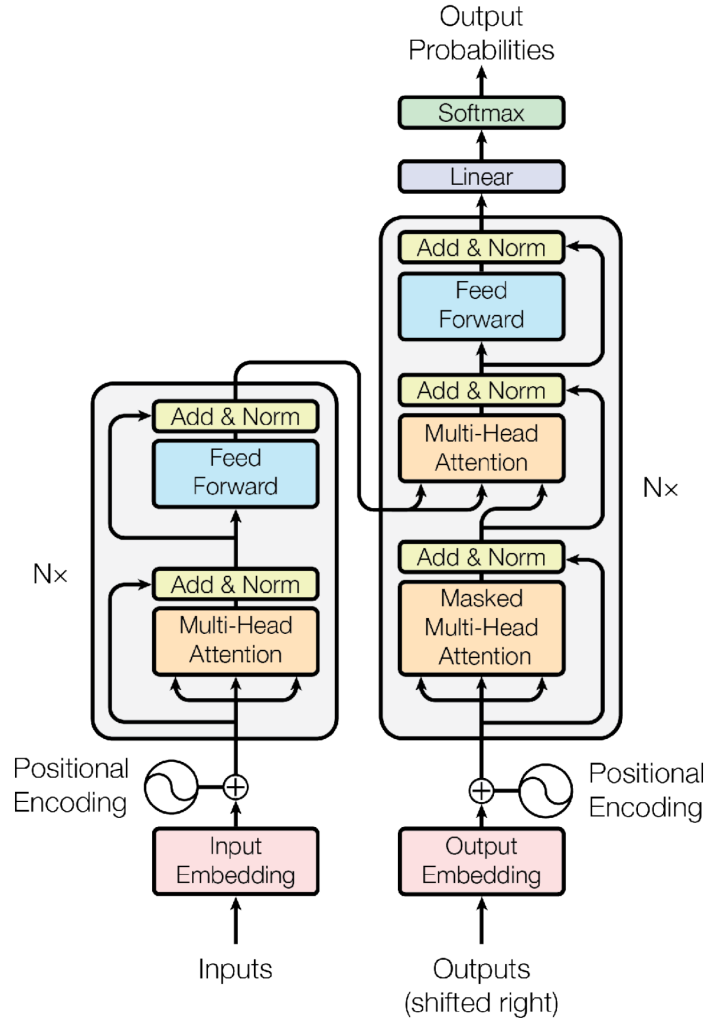 Output
Probabilities
Softmax
Linear
Add & Norm
Feed
Forward
Add & Norm
Multi-Head
Attention
Add & Norm
Masked
Multi-Head
Attention
N×
Add & Norm
Feed
Forward
Add & Norm
Multi-Head
Attention
N×
Positional
Encoding
Positional
Encoding
Input
Embedding
Output
Embedding
Inputs
Outputs
(shifted right)